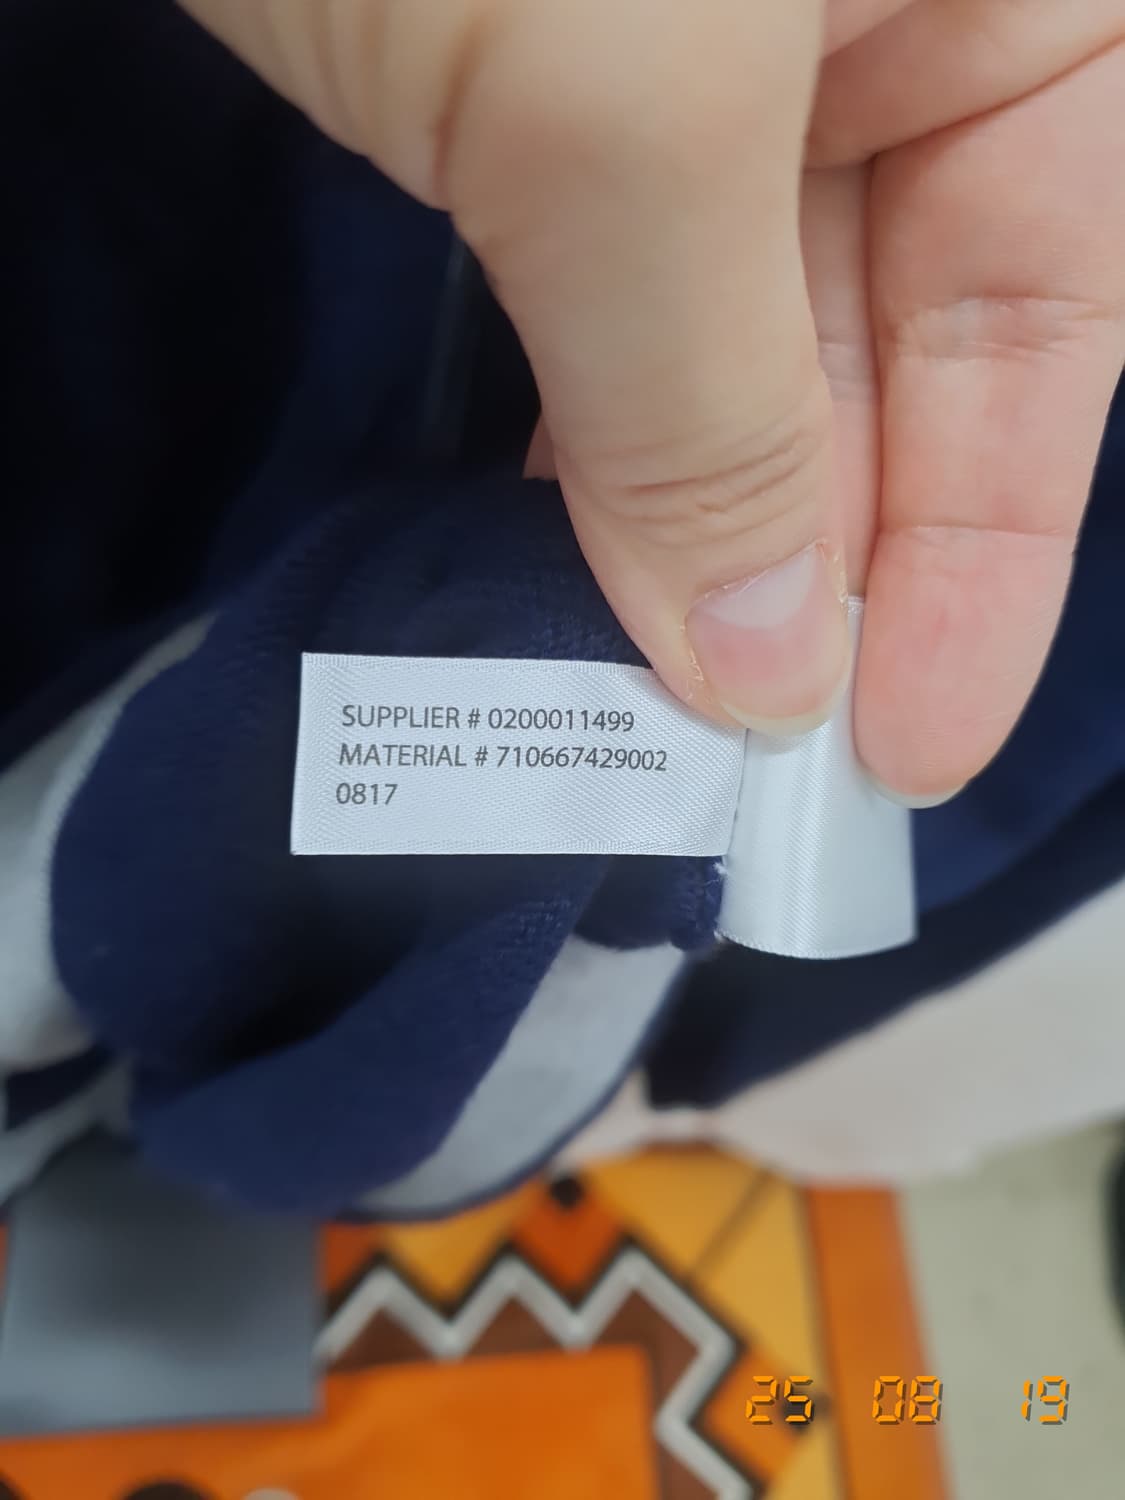 SUPPLIER # 0200011499
MATERIAL # 710667429002
0817
25 08 19